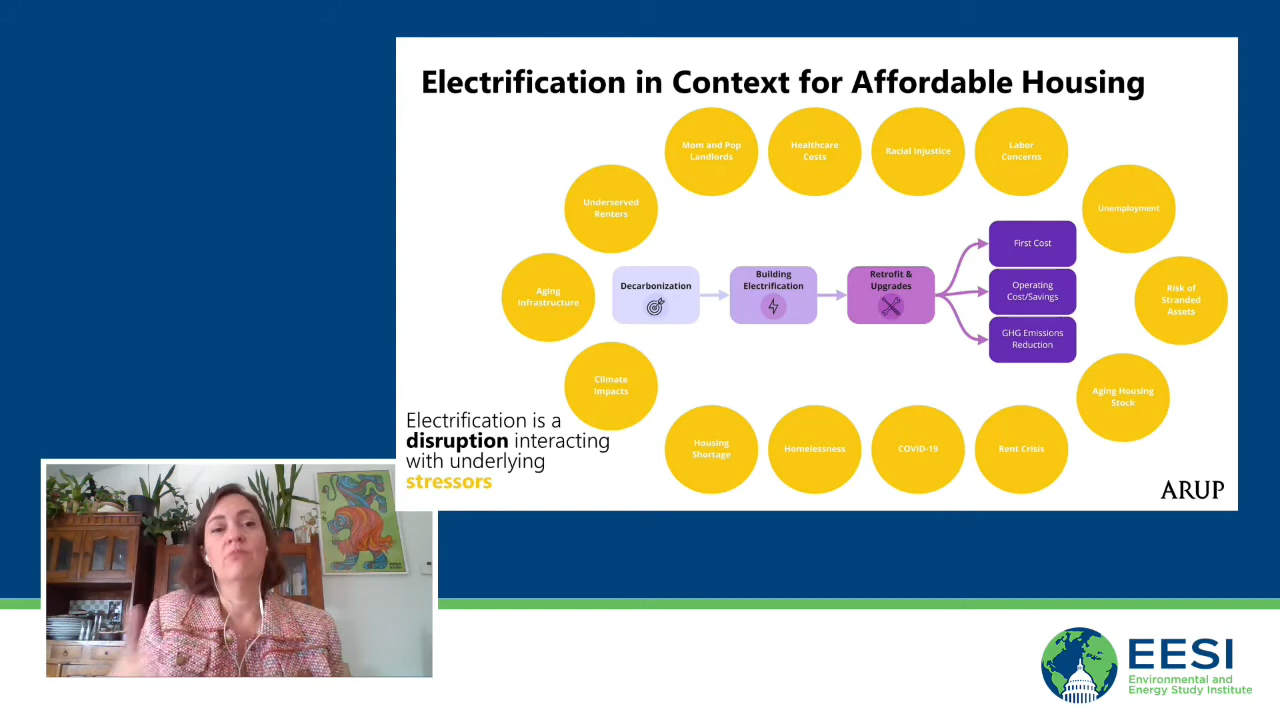 Electrification in Context for Affordable Housing
Mom and Pop
Landlords
Healthcare
Costs
Racial Injustice
Labor
Concerns
Underserved
Renters
Unemployment
Aging
Infrastructure
Decarbonization
Building
Electrification
Retrofit &
Upgrades
First Cost
Operating
Cost/Savings
GHG Emissions
Reduction
Risk of
Stranded
Assets
Climate
Impacts
Aging Housing
Stock
Housing
Shortage
Homelessness
COVID-19
Rent Crisis
Electrification is a
disruption interacting
with underlying
stressors
ARUP
EESI
Environmental and
Energy Study Institute